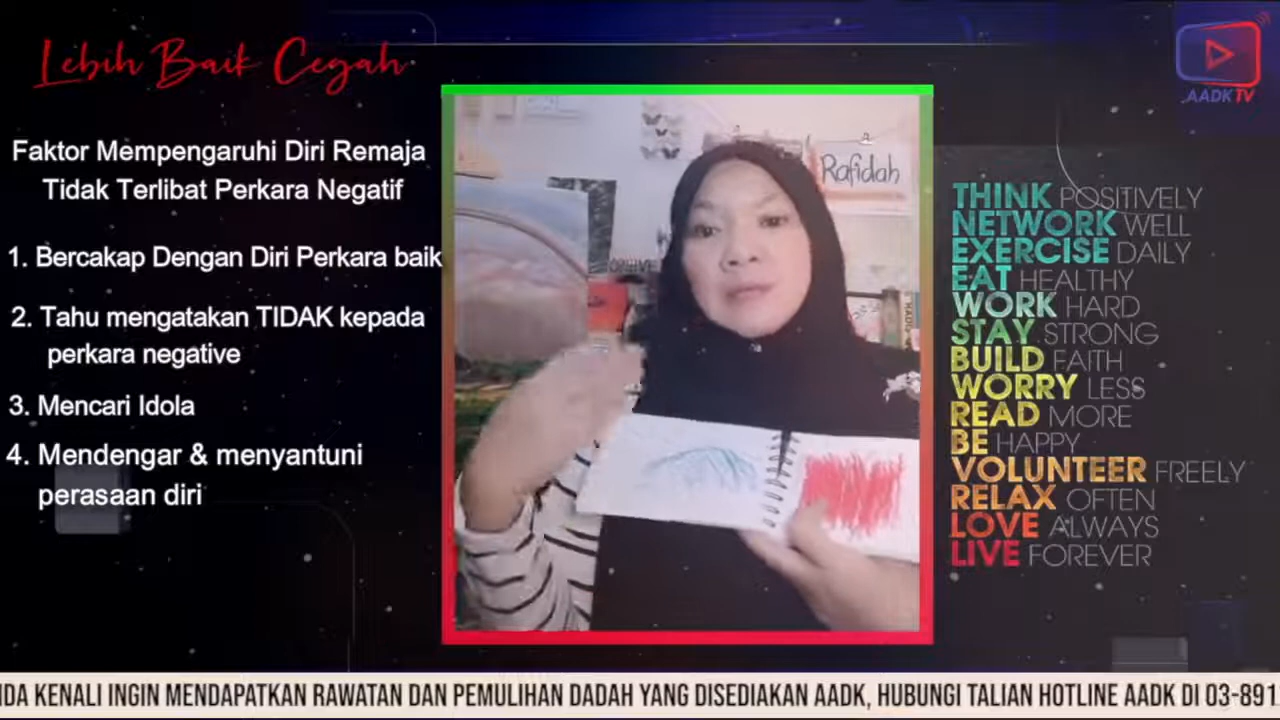 Lebih Baik Cegah
AADKTV
Faktor Mempengaruhi Diri Remaja
Tidak Terlibat Perkara Negatif
1. Bercakap Dengan Diri Perkara baik
2. Tahu mengatakan TIDAK kepada
perkara negative
3. Mencari Idola
4. Mendengar & menyantuni
perasaan diri
Rafidah
THINK POSITIVELY
NETWORK WELL
EXERCISE DAILY
EAT HEALTHY
WORK HARD
STAY STRONG
BUILD FAITH
WORRY LESS
READ MORE
BE HAPPY
VOLUNTEER FREELY
RELAX OFTEN
LOVE ALWAYS
LIVE FOREVER
KENALI INGIN MENDAPATKAN RAWATAN DAN PEMULIHAN DADAH YANG DISEDIAKAN AADK, HUBUNGI TALIAN HOTLINE AADK DI 03-891